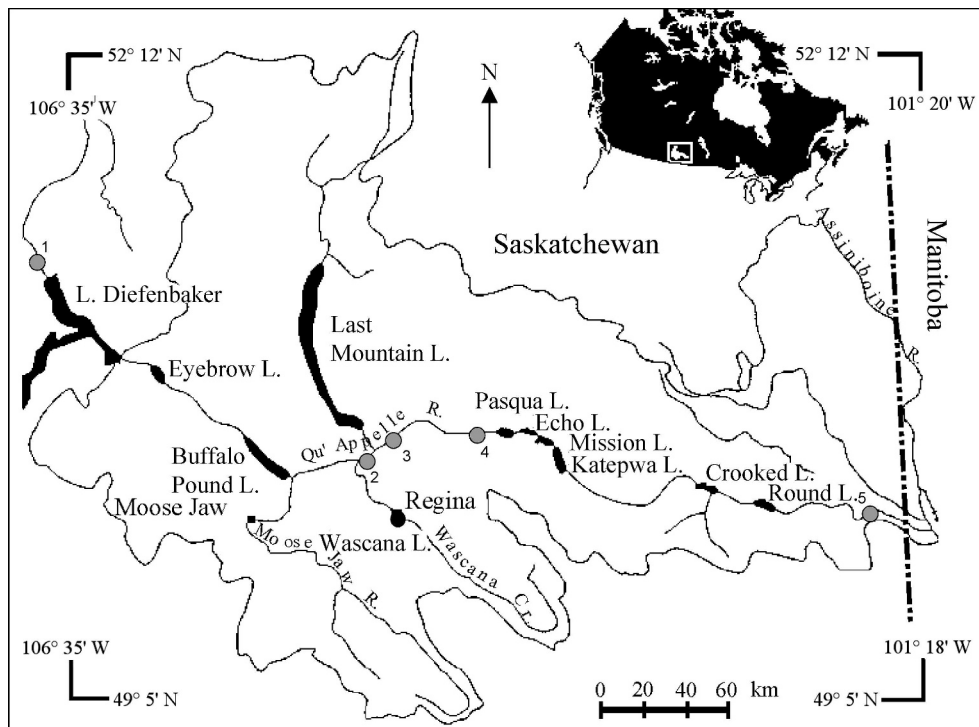 52° 12' N
52° 12' N
106° 35' W
N
101° 20' W
1
Saskatchewan
Assiniboine R.
Manitoba
L. Diefenbaker
Last
Mountain L.
Eyebrow L.
Qu' Appelle R.
Pasqua L.
Echo L.
Mission L.
Katepwa L.
3
4
2
Buffalo
Pound L.
Crooked L.
Round L.
5
Moose Jaw
Regina
Wascana L.
Moose Jaw R.
Wascana Cr.
106° 35' W
101° 18' W
49° 5' N
0 20 40 60 km
49° 5' N